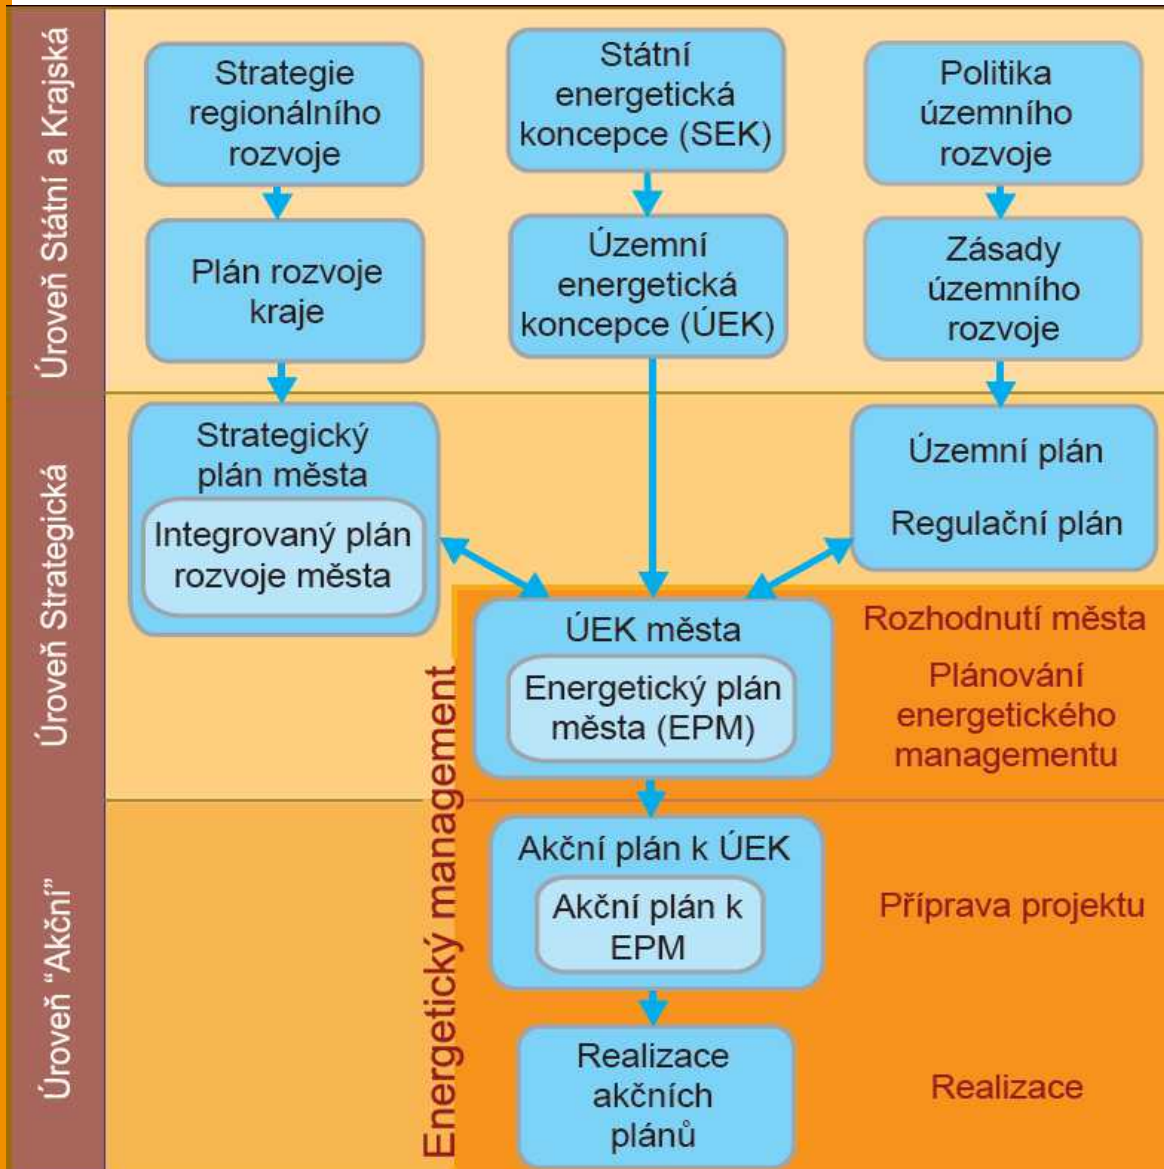 Úroveň Státní a Krajská
Strategie
regionálního
rozvoje
Státní
energetická
koncepce (SEK)
Politika
územního
rozvoje
Plán rozvoje
kraje
Územní
energetická
koncepce (ÚEK)
Zásady
územního
rozvoje
Úroveň Strategická
Strategický
plán města
Integrovaný plán
rozvoje města
Územní plán
Regulační plán
Energetický management
ÚEK města
Energetický plán
města (EPM)
Rozhodnutí města
Plánování
energetického
managementu
Úroveň "Akční"
Akční plán k ÚEK
Akční plán k
EPM
Příprava projektu
Realizace
akčních
plánů
Realizace